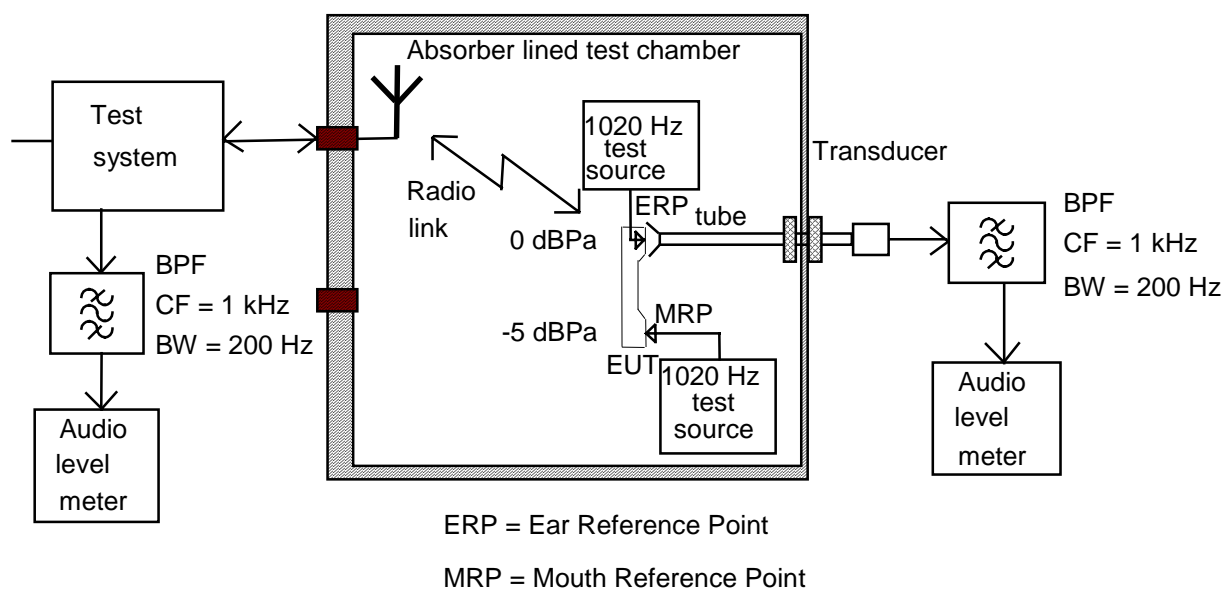 Absorber lined test chamber
Test
system
1020 Hz
test
source
Transducer
Radio
link
ERP
tube
0 dBPa
BPF
CF = 1 kHz
BW = 200 Hz
BPF
CF = 1 kHz
BW = 200 Hz
-5 dBPa
MRP
EUT
1020 Hz
test
source
Audio
level
meter
Audio
level
meter
ERP = Ear Reference Point
MRP = Mouth Reference Point